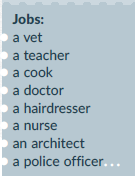 Jobs:
a vet
a teacher
a cook
a doctor
a hairdresser
a nurse
an architect
a police officer...